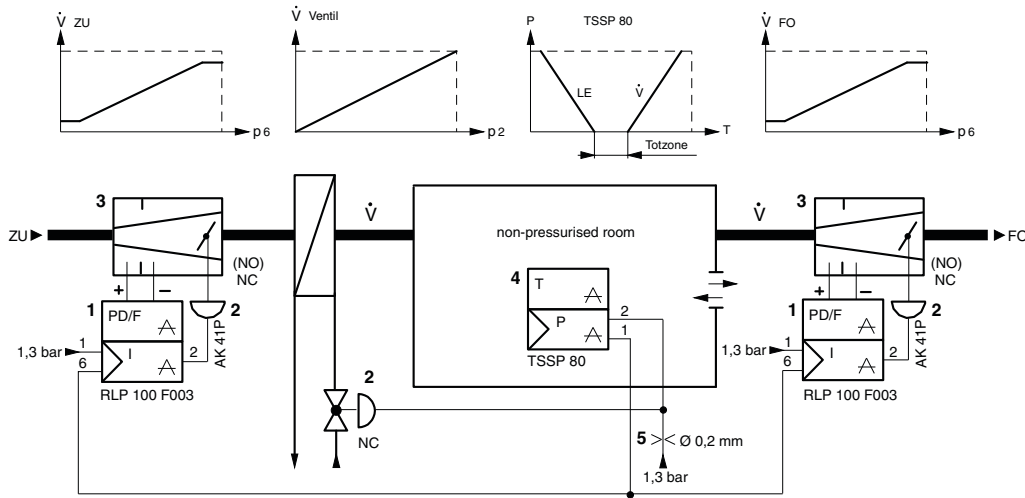 V̇ ZU
p6
V̇ Ventil
p2
P
TSSP 80
LE
V̇
T
Totzone
V̇ FO
p6
3
ZU
(NO)
NC
+
−
1
PD/F
2
AK 41P
1
1,3 bar
6
I
2
RLP 100 F003
V̇
2
NC
non-pressurised room
4
T
P
2
1
TSSP 80
5
Ø 0,2 mm
1,3 bar
V̇
3
FO
(NO)
NC
+
−
1
PD/F
2
AK 41P
1
1,3 bar
6
I
2
RLP 100 F003